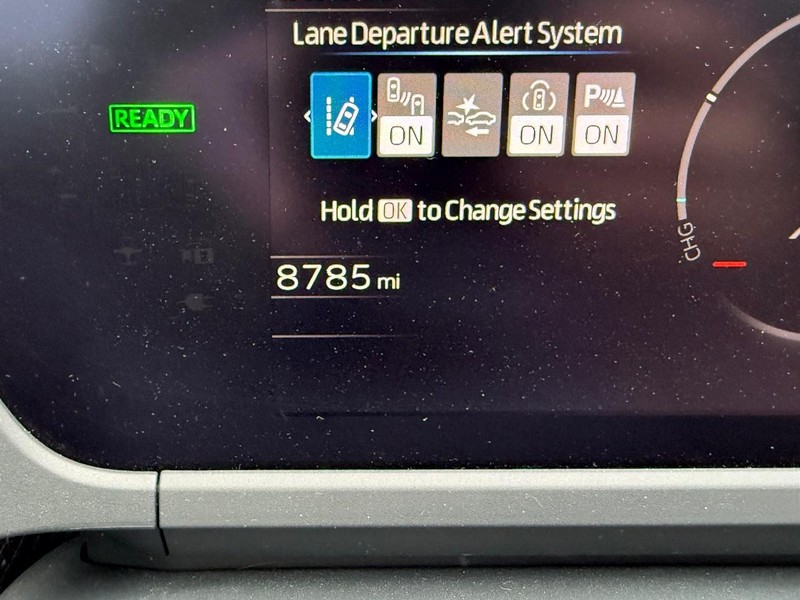 Lane Departure Alert System
READY
ON
ON
P
ON
Hold OK to Change Settings
CHG
8785 mi